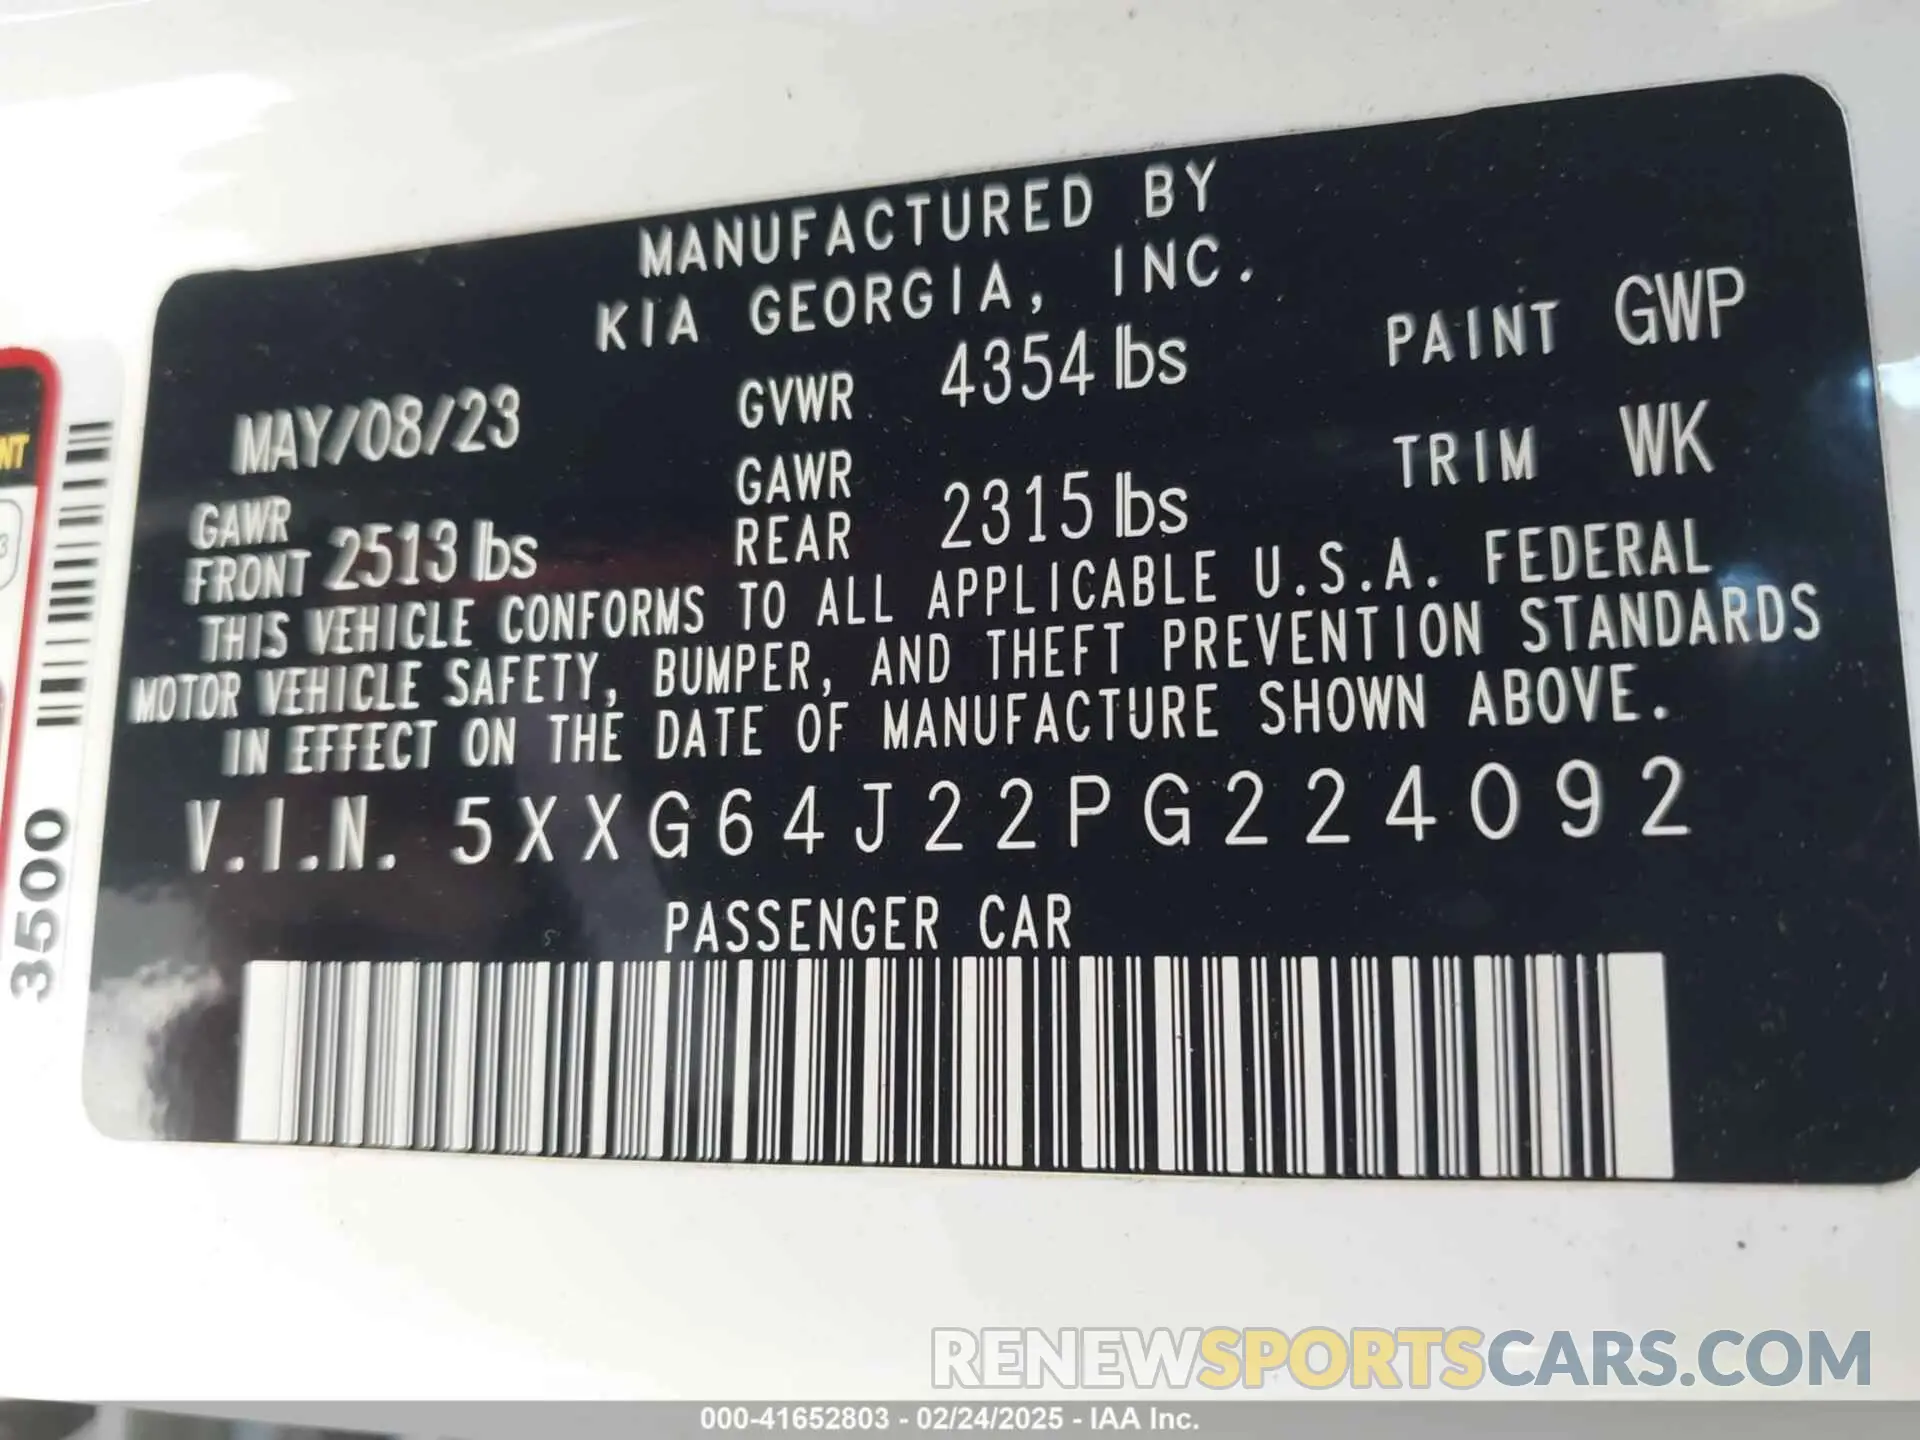 MANUFACTURED BY
KIA GEORGIA, INC.
MAY/08/23 GVWR 4354 lbs PAINT GWP
GAWR FRONT 2513 lbs GAWR REAR 2315 lbs TRIM WK
THIS VEHICLE CONFORMS TO ALL APPLICABLE U.S.A. FEDERAL
MOTOR VEHICLE SAFETY, BUMPER, AND THEFT PREVENTION STANDARDS
IN EFFECT ON THE DATE OF MANUFACTURE SHOWN ABOVE.
V.I.N. 5XXG64J22PG224092
PASSENGER CAR
3500
RENEWSPORTSCARS.COM
000-41652803 - 02/24/2025 - IAA Inc.